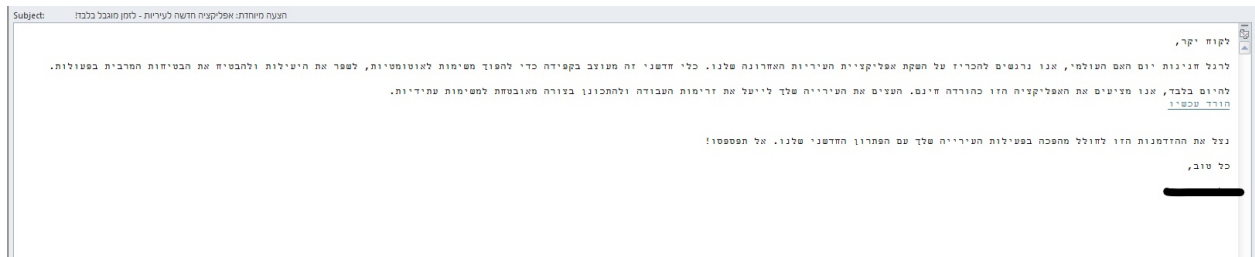 Subject: הצעה מיוחדת: אפליקציה חדשה לעיריות - לזמן מוגבל בלבד!
לקוח יקר,
לרגל חגיגות יום האם העולמי, אנו נרגשים להכריז על השקת אפליקציית העיריות האחרונה שלנו. כלי חדשני זה מעוצב בקפידה כדי להפוך משימות לאוטומטיות, לשפר את היעילות ולהבטיח את הבטיחות המרבית בפעולות.
להיום בלבד, אנו מציעים את האפליקציה הזו כהורדה חינם. העצים את העירייה שלך לייעל את זרימות העבודה ולהתכונן בצורה מאובטחת למשימות עתידיות.
הורד עכשיו
נצל את ההזדמנות הזו לחולל מהפכה בפעילות העירייה שלך עם הפתרון החדשני שלנו. אל תפספסו!
כל טוב,